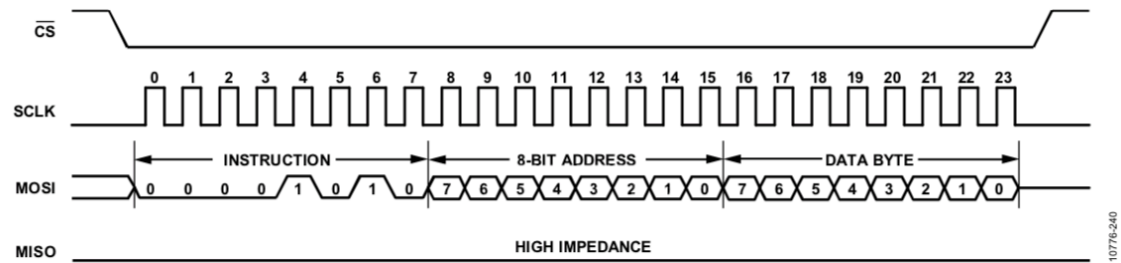 CS
0 1 2 3 4 5 6 7 8 9 10 11 12 13 14 15 16 17 18 19 20 21 22 23
SCLK
INSTRUCTION 8-BIT ADDRESS DATA BYTE
MOSI 0 0 0 0 1 0 1 0 7 6 5 4 3 2 1 0 7 6 5 4 3 2 1 0
MISO HIGH IMPEDANCE
10776-240